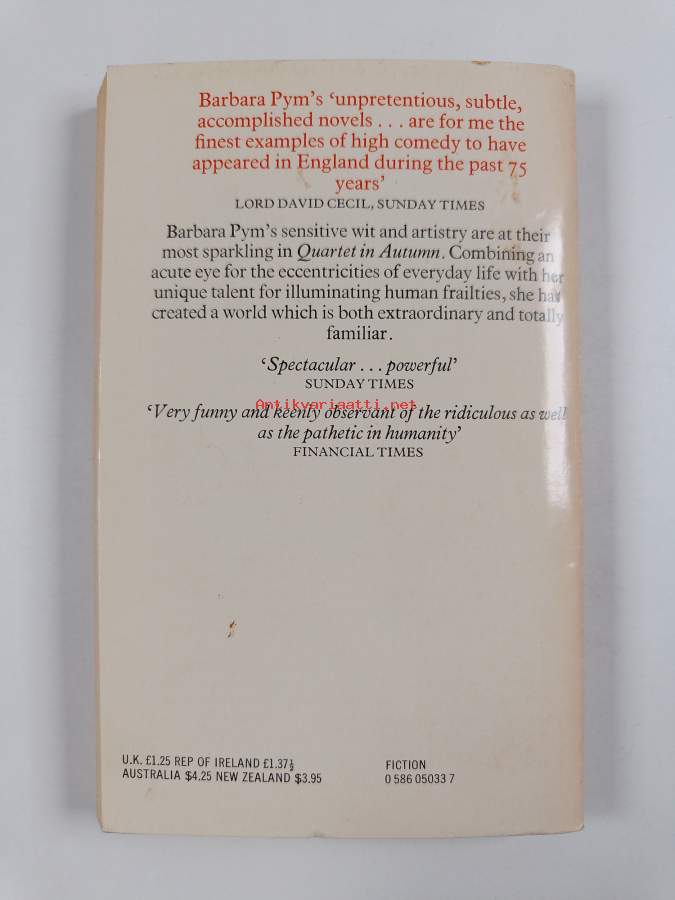 Barbara Pym's 'unpretentious, subtle,
accomplished novels . . . are for me the
finest examples of high comedy to have
appeared in England during the past 75
years'
LORD DAVID CECIL, SUNDAY TIMES
Barbara Pym's sensitive wit and artistry are at their
most sparkling in Quartet in Autumn. Combining an
acute eye for the eccentricities of everyday life with her
unique talent for illuminating human frailties, she has
created a world which is both extraordinary and totally
familiar.
'Spectacular . . . powerful'
SUNDAY TIMES
Antikvariaatti.net
'Very funny and keenly observant of the ridiculous as well
as the pathetic in humanity'
FINANCIAL TIMES
U.K. £1.25 REP OF IRELAND £1.37½
AUSTRALIA $4.25 NEW ZEALAND $3.95
FICTION
0 586 05033 7